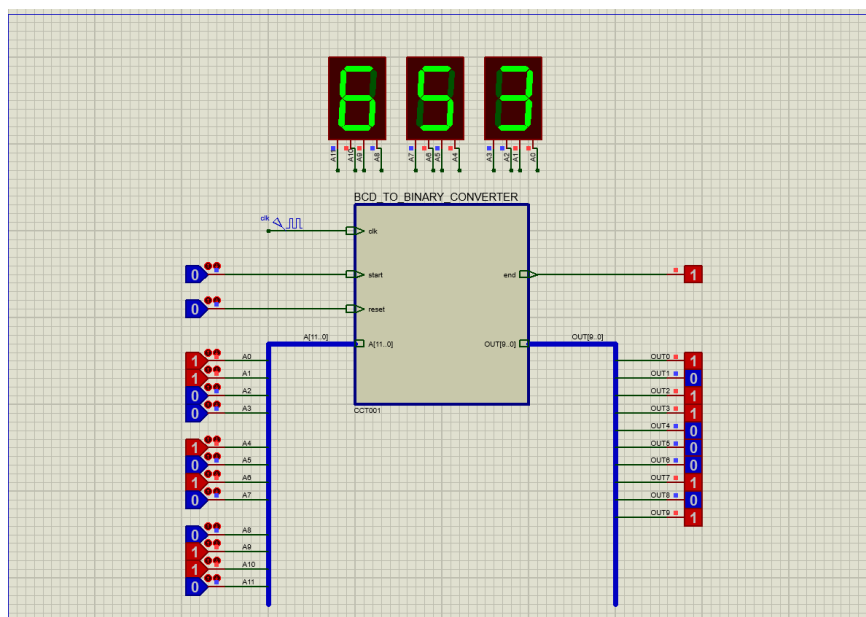 6 5 3
A11 A10 A9 A8 A7 A6 A5 A4 A3 A2 A1 A0
BCD_TO_BINARY_CONVERTER
clk
clk
0 start end 1
0 reset
A[11..0] A[11..0] OUT[9..0] OUT[9..0]
1 A0 OUT0 1
1 A1 OUT1 0
0 A2 OUT2 1
0 A3 OUT3 1
CCT001
OUT4 0
1 A4 OUT5 0
0 A5 OUT6 0
1 A6 OUT7 1
0 A7 OUT8 0
OUT9 1
0 A8
1 A9
1 A10
0 A11